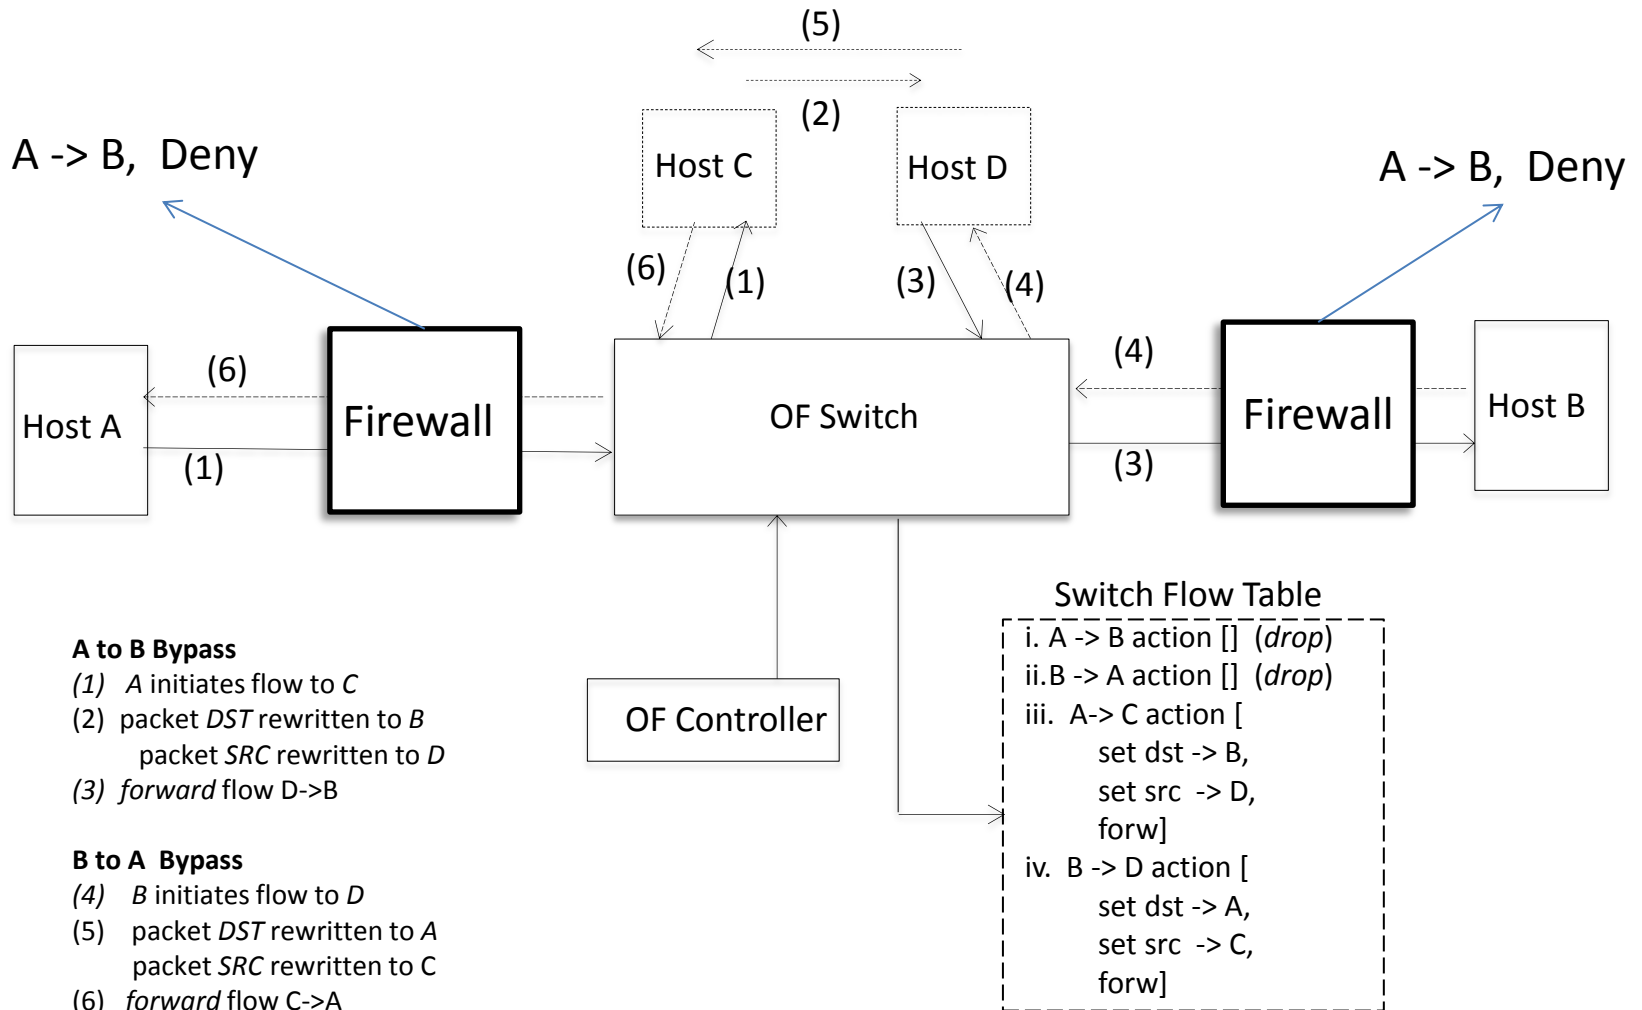 (5)
(2)
A -> B,  Deny
Host C
Host D
A -> B,  Deny
(6)
(1)
(3)
(4)
(6)
(4)
Host A
Firewall
OF Switch
Firewall
Host B
(1)
(3)
Switch Flow Table
i. A -> B action []  (drop)
ii.B -> A action []  (drop)
iii.  A-> C action [
set dst -> B,
set src  -> D,
forw]
iv.  B -> D action [
set dst -> A,
set src  -> C,
forw]
OF Controller
A to B Bypass
(1)   A initiates flow to C
(2)  packet DST rewritten to B
packet SRC rewritten to D
(3)  forward flow D->B
B to A  Bypass
(4)   B initiates flow to D
(5)   packet DST rewritten to A
packet SRC rewritten to C
(6)   forward flow C->A